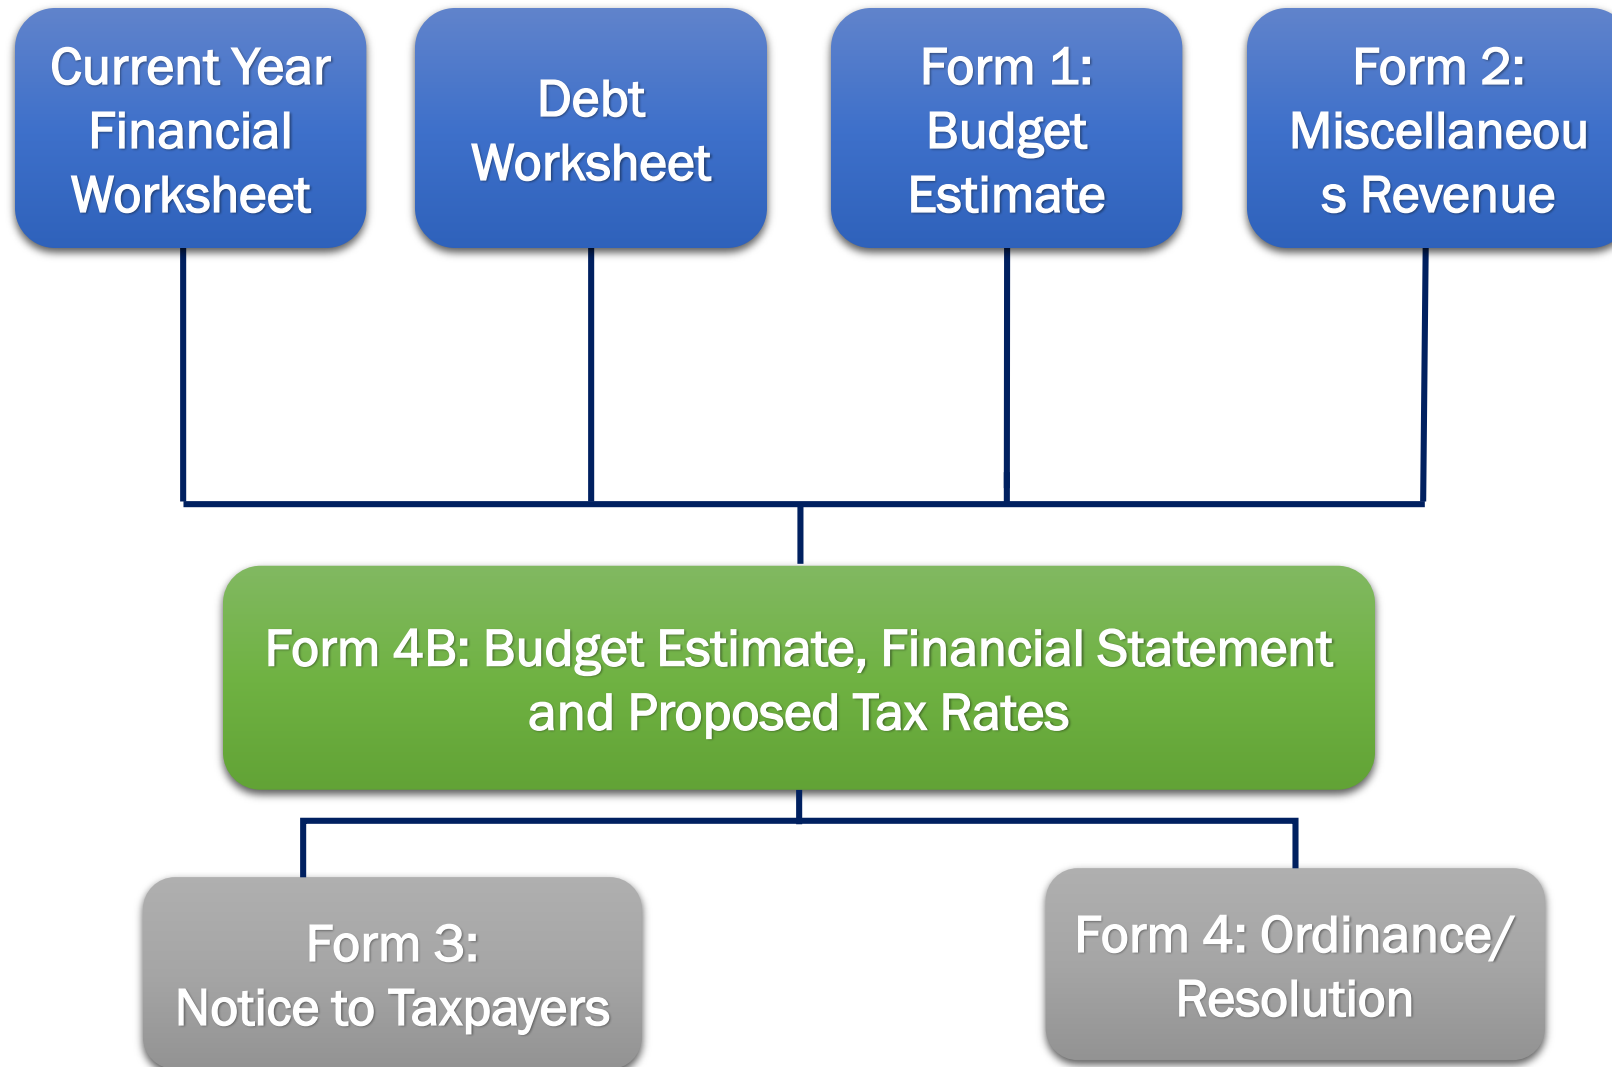 Current Year
Financial
Worksheet
Debt
Worksheet
Form 1:
Budget
Estimate
Form 2:
Miscellaneou
s Revenue
Form 4B: Budget Estimate, Financial Statement
and Proposed Tax Rates
Form 3:
Notice to Taxpayers
Form 4: Ordinance/
Resolution